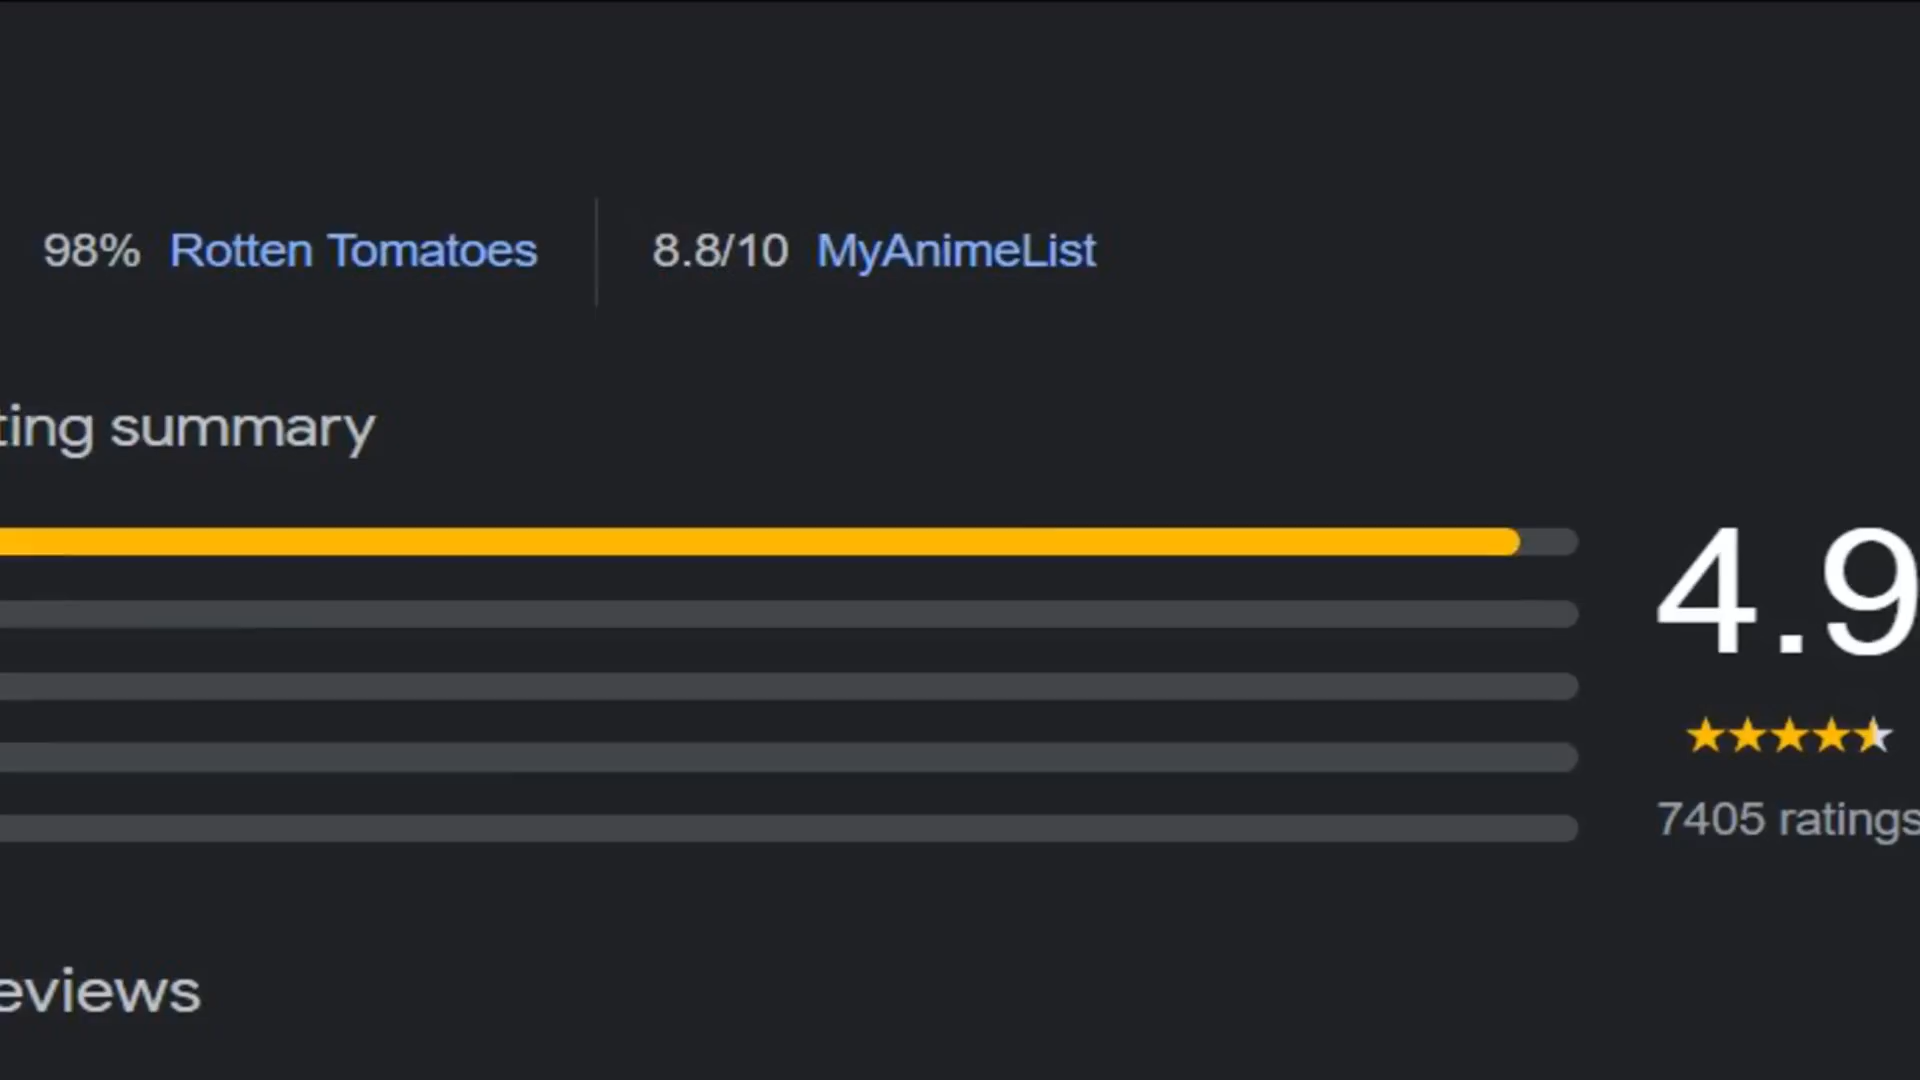 98% Rotten Tomatoes 8.8/10 MyAnimeList
ting summary
4.9
7405 ratings
eviews